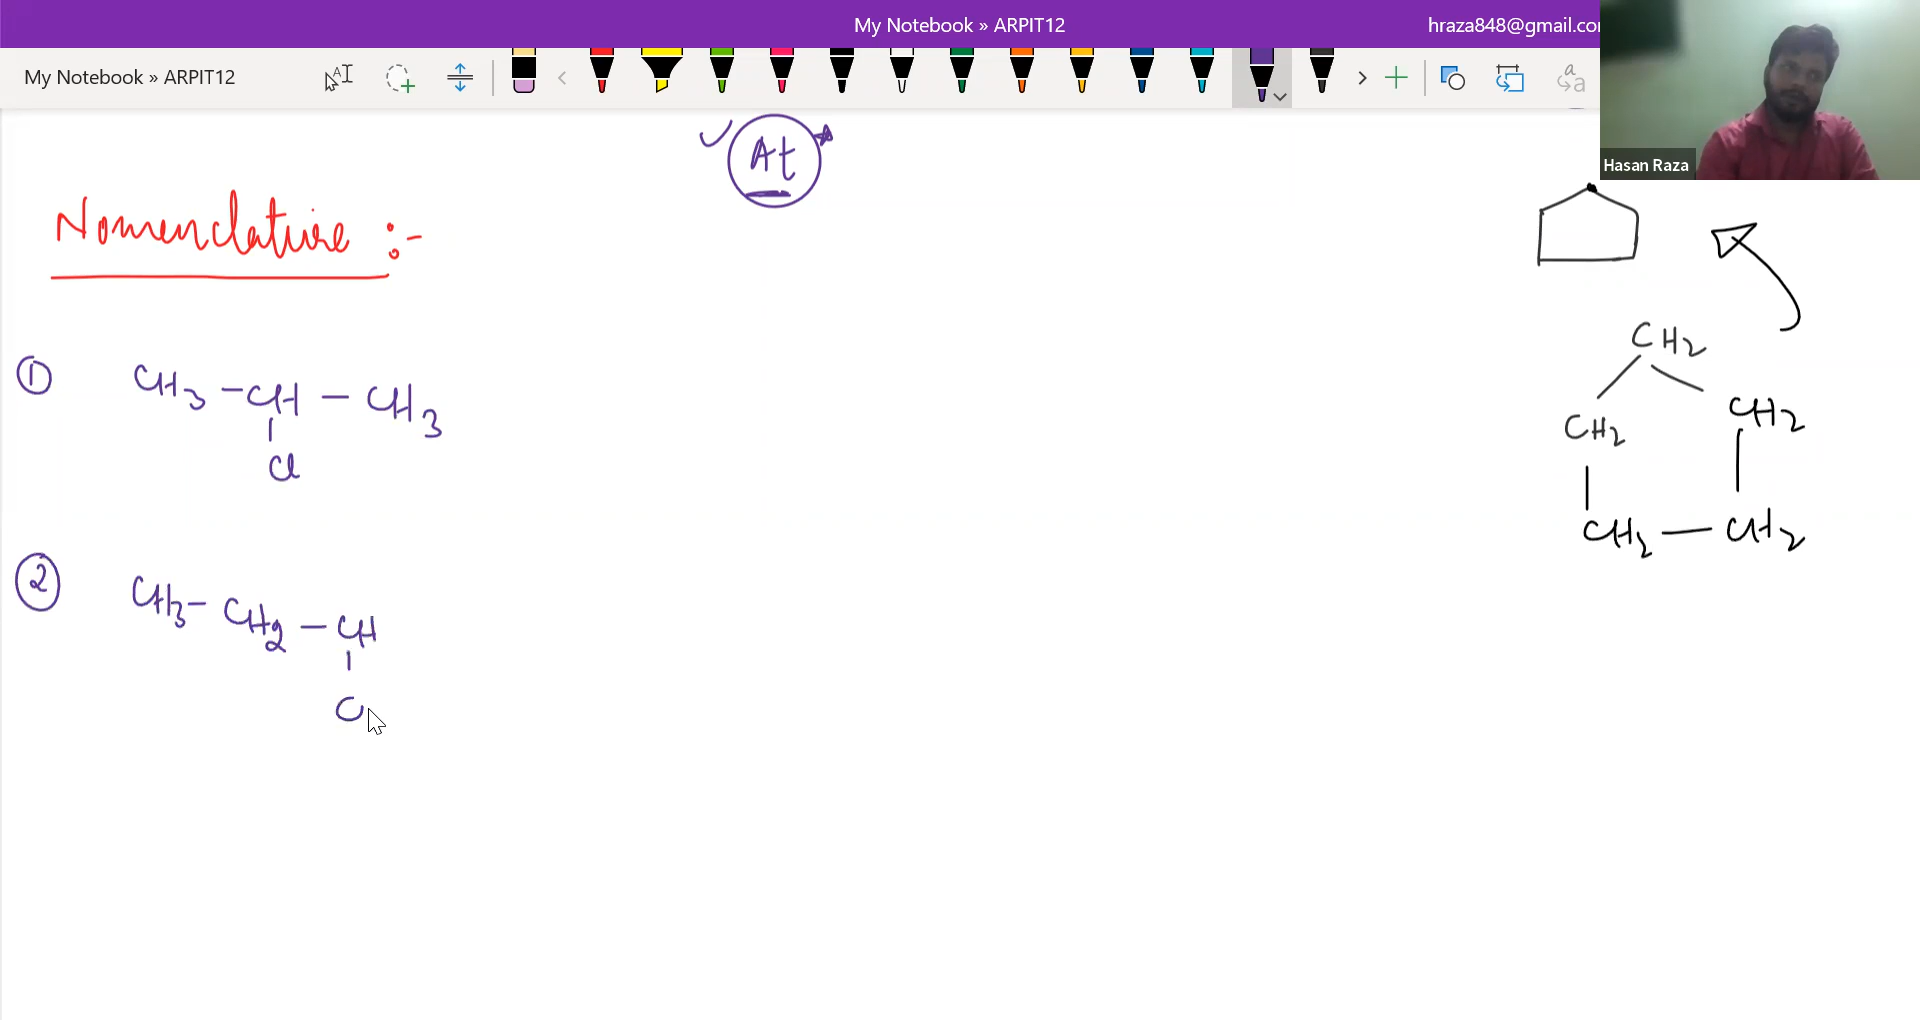 My Notebook » ARPIT12
hraza848@gmail.co
My Notebook » ARPIT12
Hasan Raza
At
Nomenclature :-
① CH3 - CH - CH3
Cl
② CH3 - CH2 - CH
C
CH2
CH2 CH2
CH2 - CH2